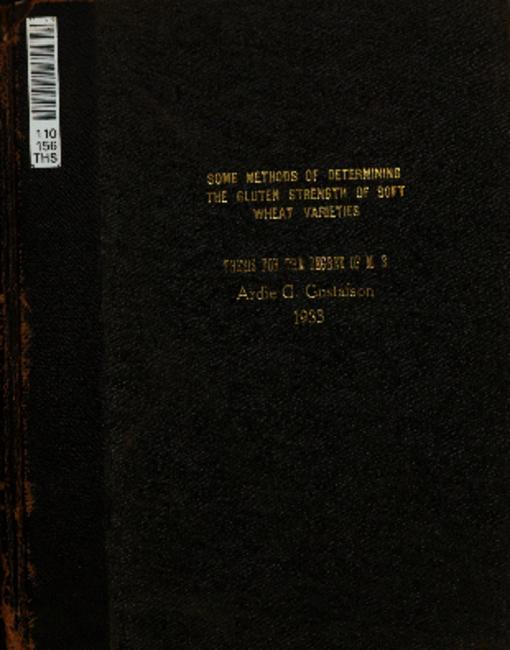 110
156
THS
SOME METHODS OF DETERMINING
THE GLUTEN STRENGTH OF SOFT
WHEAT VARIETIES
THESIS FOR THE DEGREE OF M. S.
Ardie G. Gustafson
1933